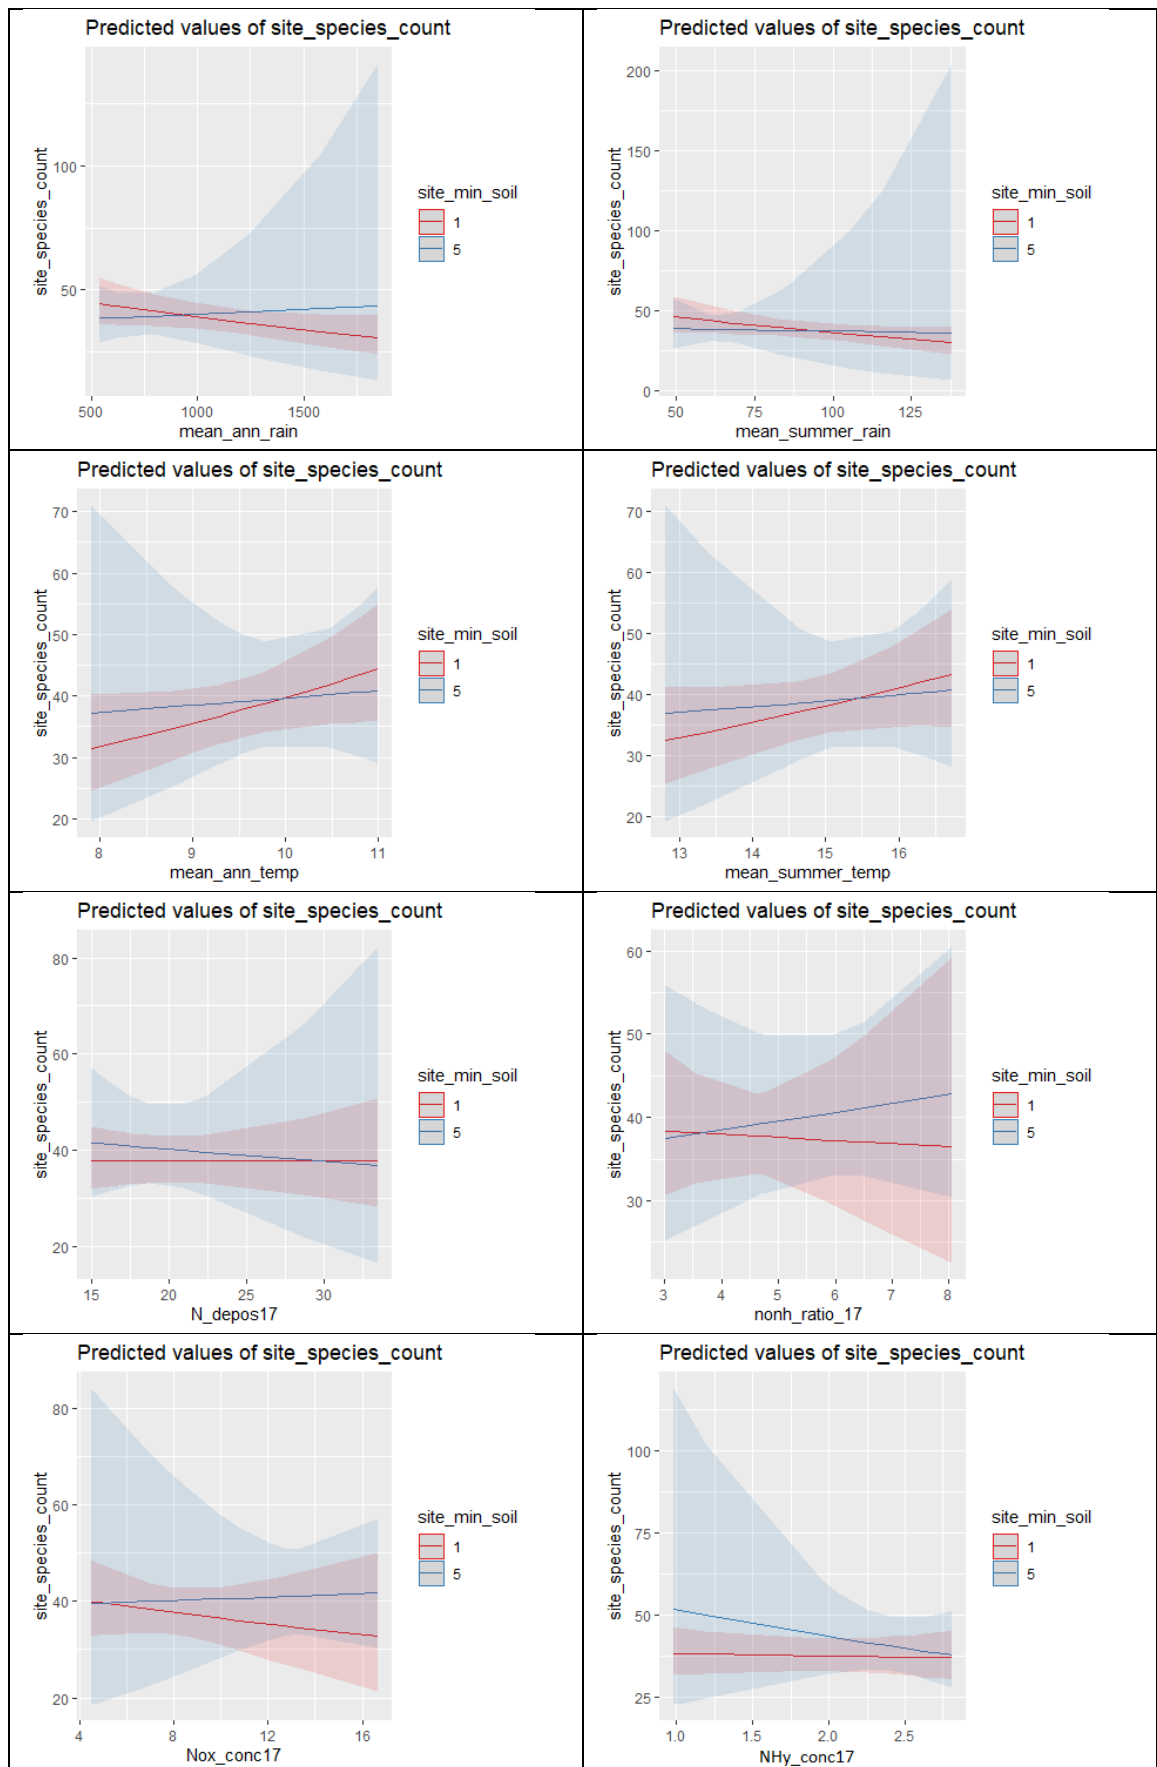 Predicted values of site_species_count
100
50
site_species_count
500 1000 1500
mean_ann_rain
site_min_soil
1
5
Predicted values of site_species_count
200
150
100
50
0
site_species_count
50 75 100 125
mean_summer_rain
site_min_soil
1
5
Predicted values of site_species_count
70
60
50
40
30
20
site_species_count
8 9 10 11
mean_ann_temp
site_min_soil
1
5
Predicted values of site_species_count
70
60
50
40
30
20
site_species_count
13 14 15 16
mean_summer_temp
site_min_soil
1
5
Predicted values of site_species_count
80
60
40
20
site_species_count
15 20 25 30
N_depos17
site_min_soil
1
5
Predicted values of site_species_count
60
50
40
30
site_species_count
3 4 5 6 7 8
nonh_ratio_17
site_min_soil
1
5
Predicted values of site_species_count
80
60
40
20
site_species_count
4 8 12 16
Nox_conc17
site_min_soil
1
5
Predicted values of site_species_count
100
75
50
25
site_species_count
1.0 1.5 2.0 2.5
NHy_conc17
site_min_soil
1
5